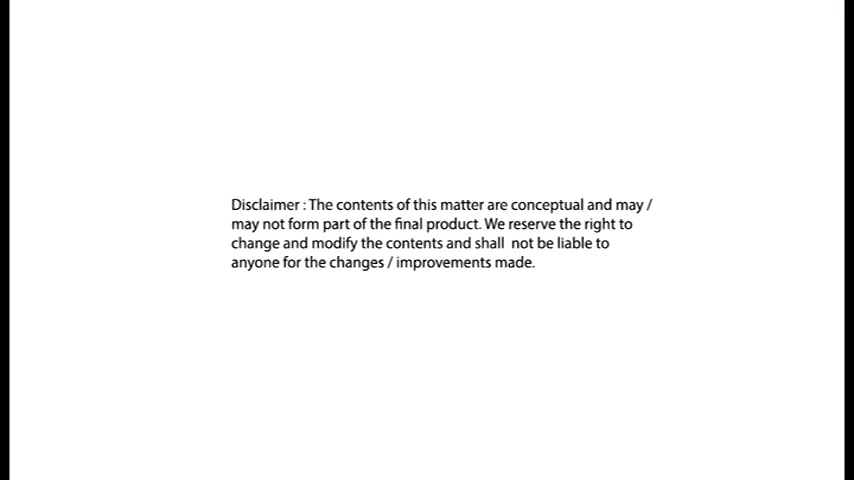 Disclaimer : The contents of this matter are conceptual and may /
may not form part of the final product. We reserve the right to
change and modify the contents and shall  not be liable to
anyone for the changes / improvements made.